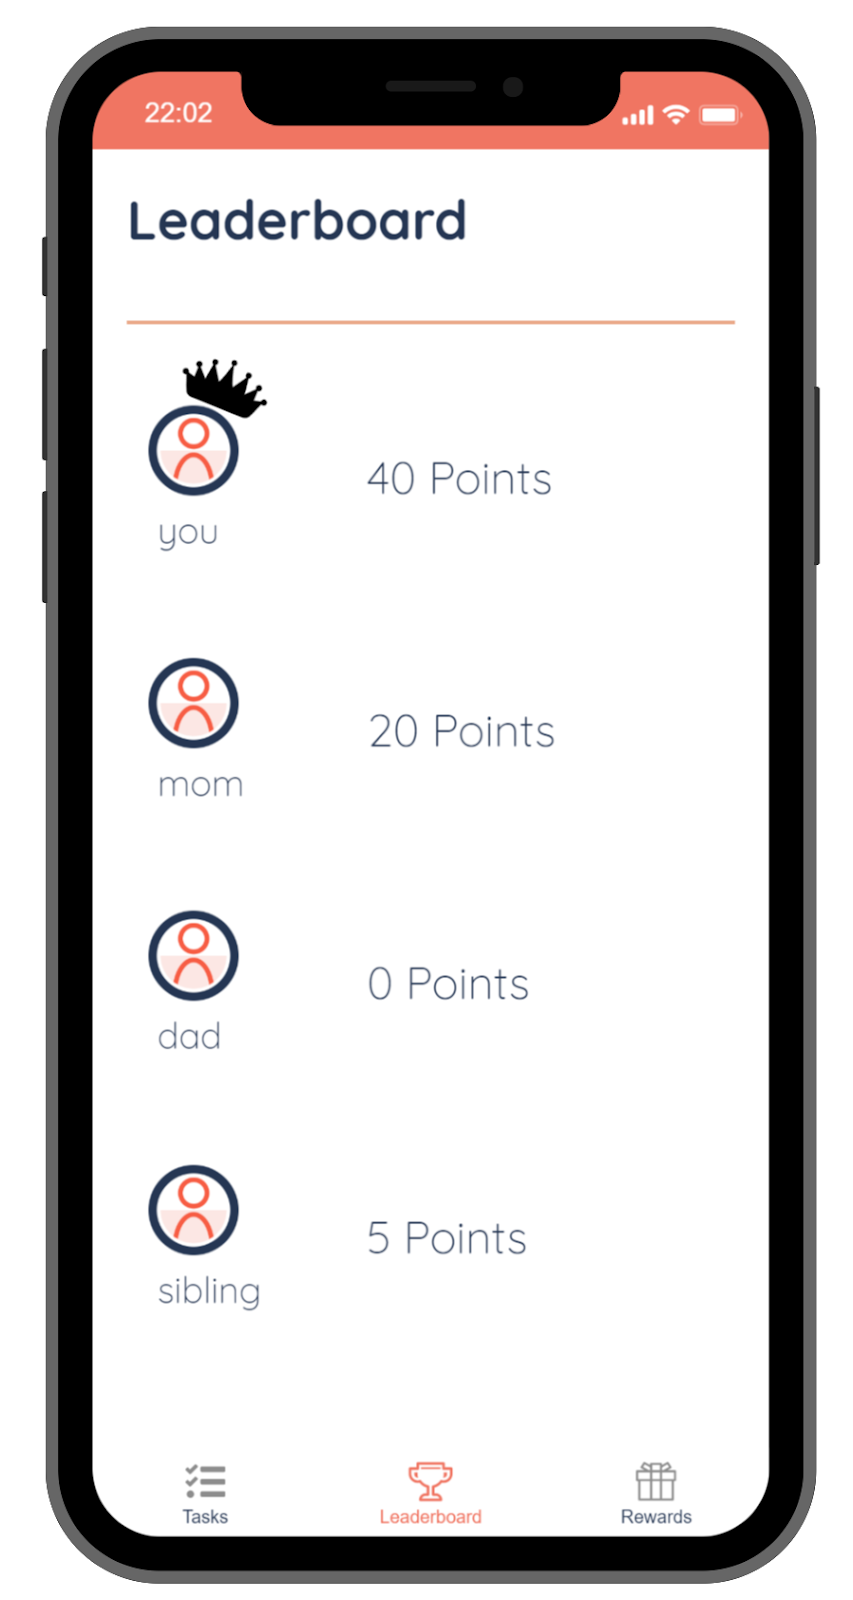 22:02
Leaderboard
40 Points
you
20 Points
mom
0 Points
dad
5 Points
sibling
Tasks
Leaderboard
Rewards